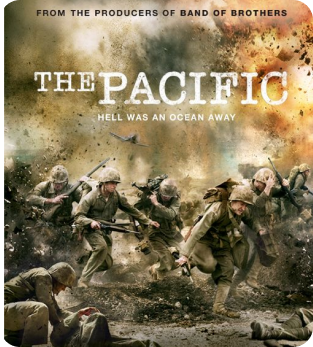 FROM THE PRODUCERS OF BAND OF BROTHERS
THE PACIFIC
HELL WAS AN OCEAN AWAY